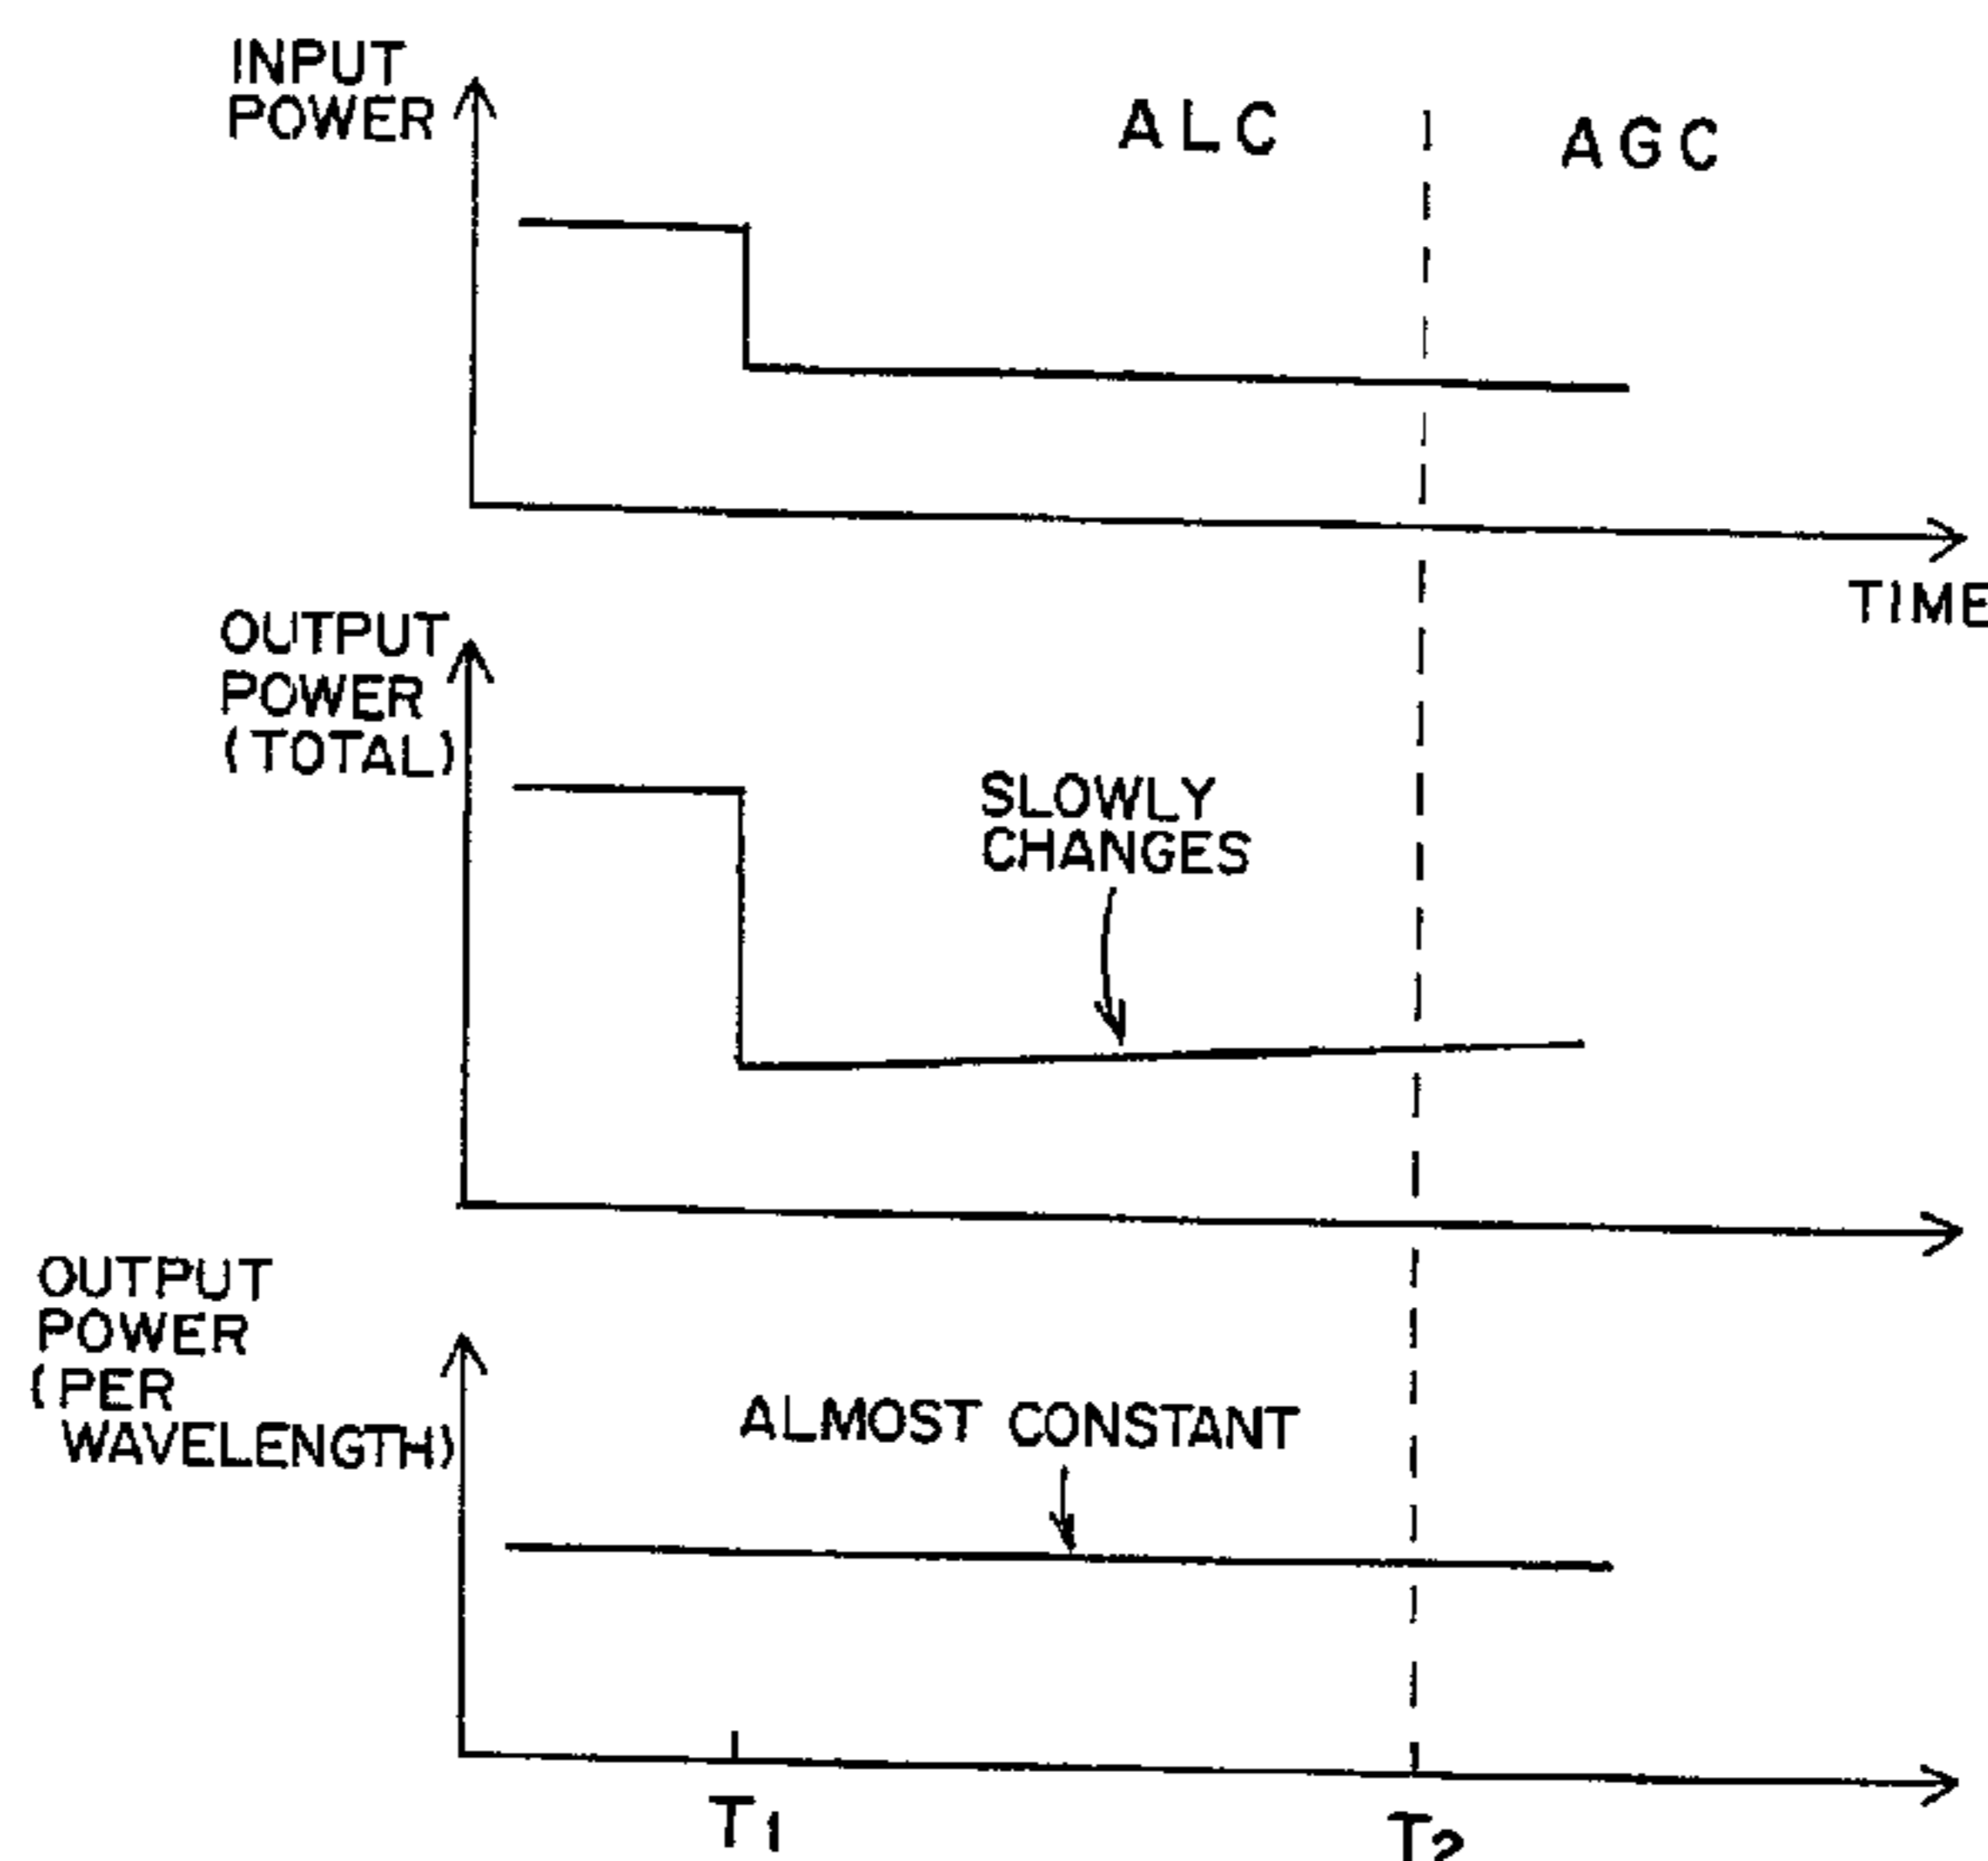 INPUT
POWER
ALC
AGC
TIME
OUTPUT
POWER
(TOTAL)
SLOWLY
CHANGES
OUTPUT
POWER
(PER
WAVELENGTH)
ALMOST CONSTANT
T1
T2